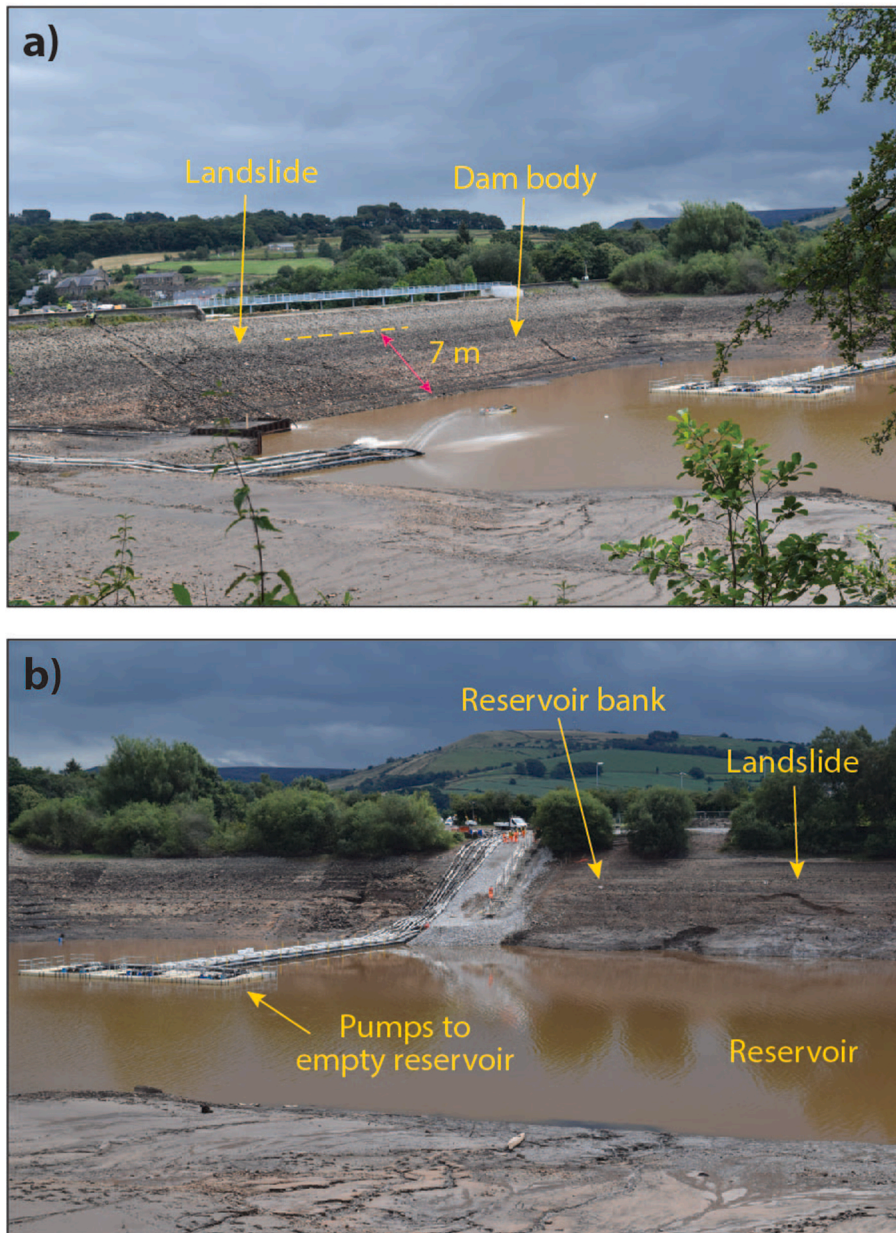 a)
Landslide
Dam body
7 m
b)
Reservoir bank
Landslide
Pumps to
empty reservoir
Reservoir